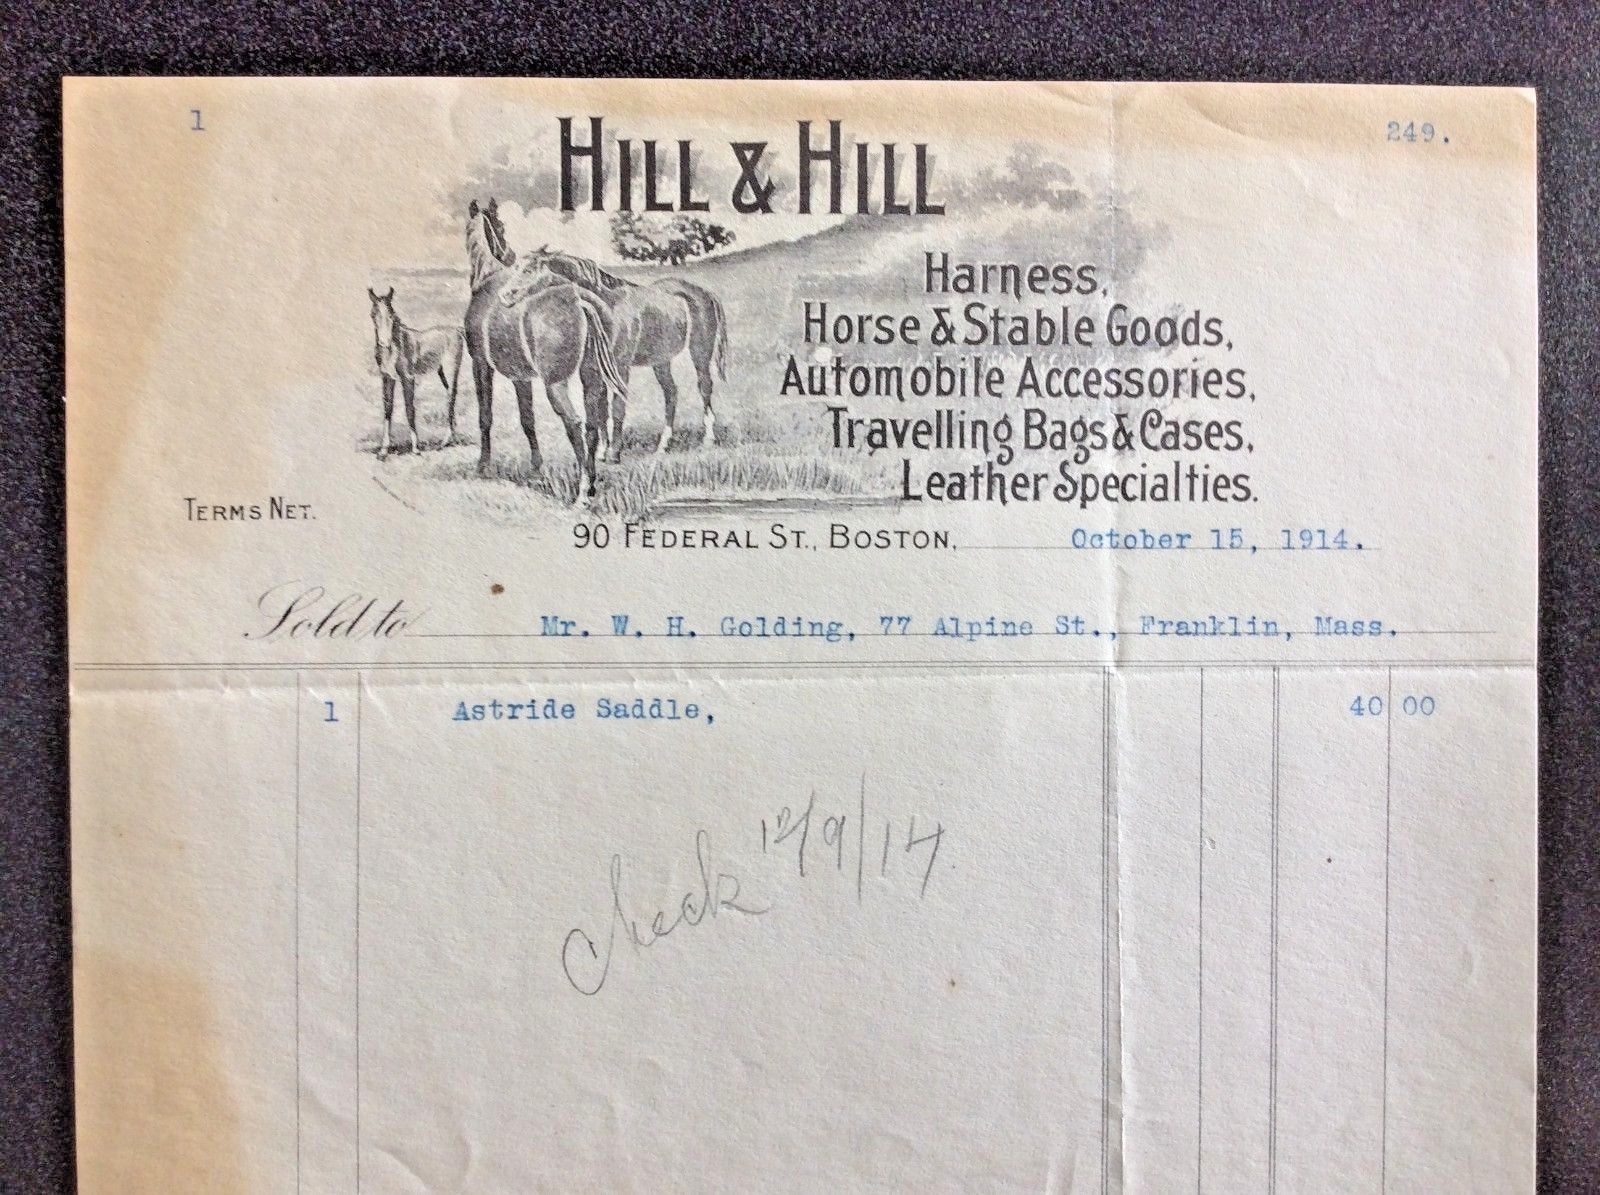 1 249.
HILL & HILL
Harness,
Horse & Stable Goods,
Automobile Accessories,
Travelling Bags & Cases,
Leather Specialties.
TERMS NET.
90 FEDERAL ST., BOSTON, October 15, 1914.
Sold to Mr. W. H. Golding, 77 Alpine St., Franklin, Mass.
1 Astride Saddle, 40 00
Check 12/9/14